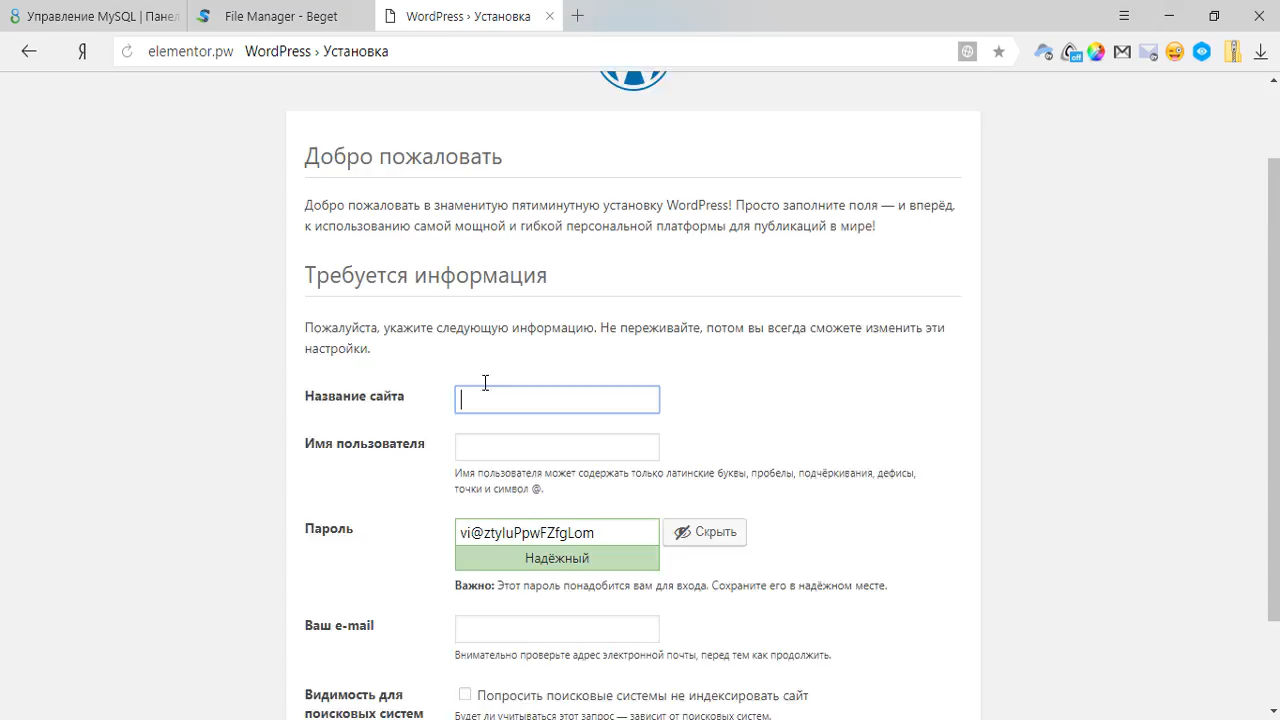 Управление MySQL | Панел
File Manager - Beget
WordPress › Установка
Я
elementor.pw WordPress › Установка
off
Добро пожаловать
Добро пожаловать в знаменитую пятиминутную установку WordPress! Просто заполните поля — и вперёд,
к использованию самой мощной и гибкой персональной платформы для публикаций в мире!
Требуется информация
Пожалуйста, укажите следующую информацию. Не переживайте, потом вы всегда сможете изменить эти
настройки.
Название сайта
Имя пользователя
Имя пользователя может содержать только латинские буквы, пробелы, подчёркивания, дефисы,
точки и символ @.
Пароль
vi@ztyIuPpwFZfgLom
Скрыть
Надёжный
Важно: Этот пароль понадобится вам для входа. Сохраните его в надёжном месте.
Ваш e-mail
Внимательно проверьте адрес электронной почты, перед тем как продолжить.
Видимость для
поисковых систем
Попросить поисковые системы не индексировать сайт
Будет ли учитываться этот запрос — зависит от поисковых систем.